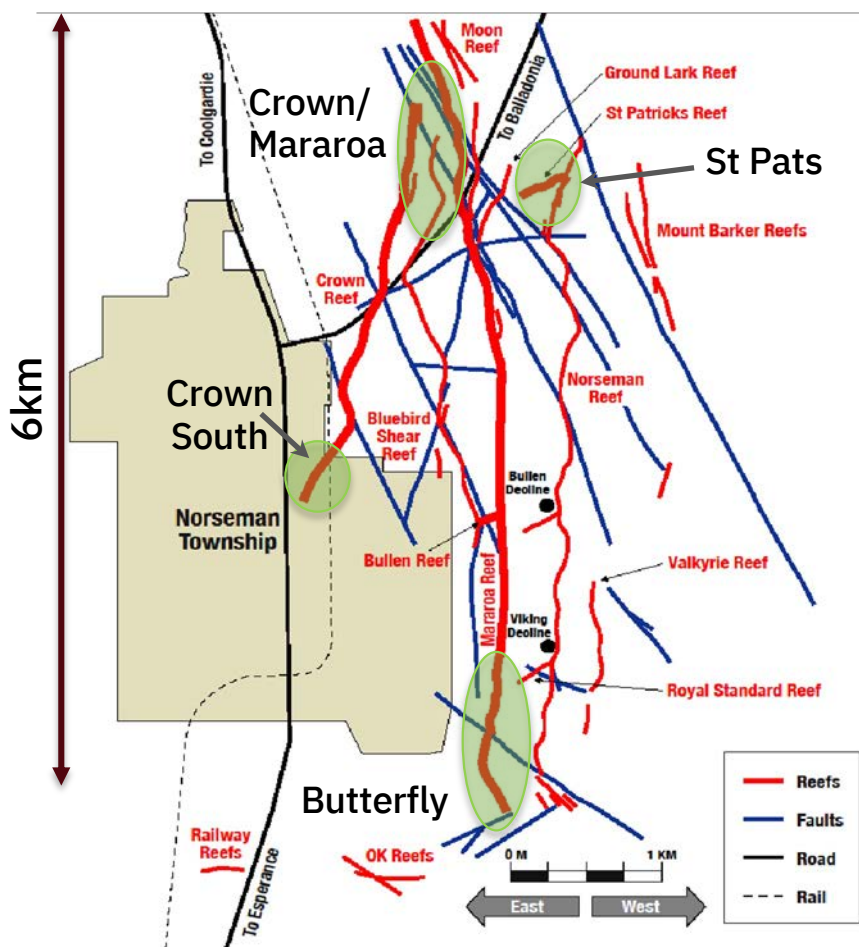 Moon
Reef
To Coolgardie
Crown/
Mararoa
To Balladonia
Ground Lark Reef
St Patricks Reef
St Pats
Mount Barker Reefs
Crown
Reef
6km
Crown
South
Bluebird
Shear
Reef
Norseman
Reef
Bullen
Decline
Norseman
Township
Bullen Reef
Mararoa Reef
Valkyrie Reef
Viking
Decline
Royal Standard Reef
Butterfly
Railway
Reefs
OK Reefs
To Esperance
0 M
1 KM
East
West
Reefs
Faults
Road
Rail